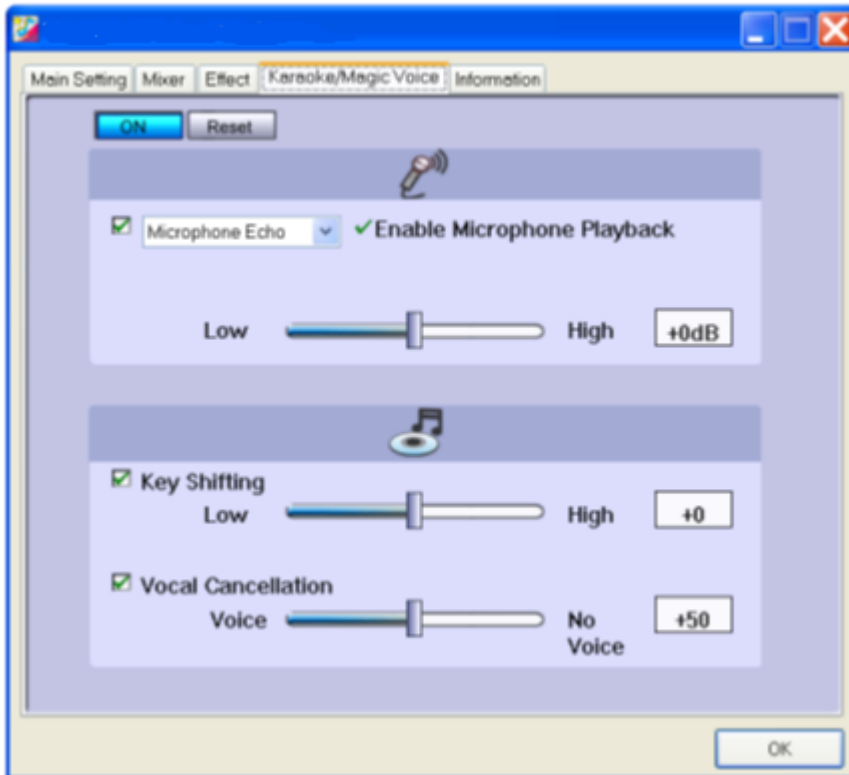 Main Setting Mixer Effect Karaoke/Magic Voice Information
ON Reset
Microphone Echo Enable Microphone Playback
Low High +0dB
Key Shifting
Low High +0
Vocal Cancellation
Voice No Voice +50
OK